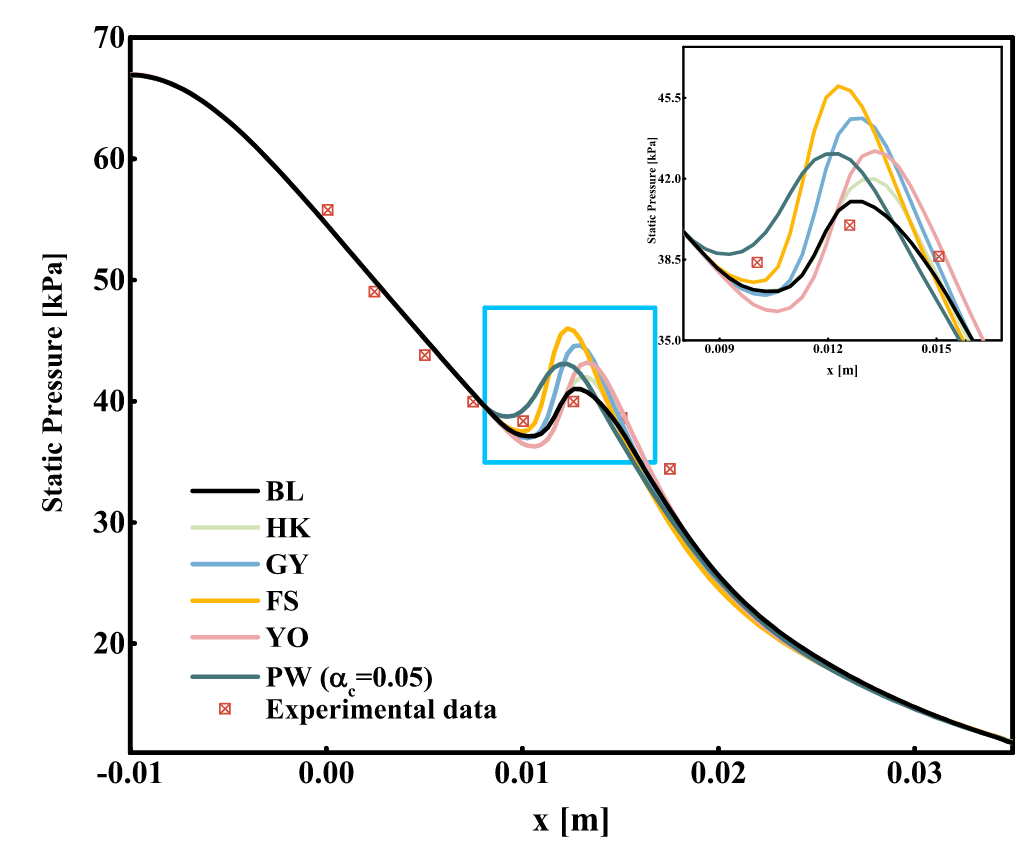 70
60
50
40
30
20
-0.01
0.00
0.01
0.02
0.03
Static Pressure [kPa]
x [m]
BL
HK
GY
FS
YO
PW (αc=0.05)
Experimental data
45.5
42.0
38.5
35.0
0.009
0.012
0.015
Static Pressure [kPa]
x [m]